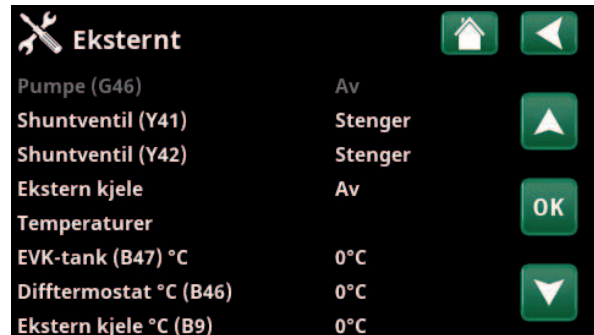 Eksternt
Pumpe (G46) Av
Shuntventil (Y41) Stenger
Shuntventil (Y42) Stenger
Ekstern kjele Av
Temperaturer
EVK-tank (B47) °C 0°C
Difftermostat °C (B46) 0°C
Ekstern kjele °C (B9) 0°C
OK